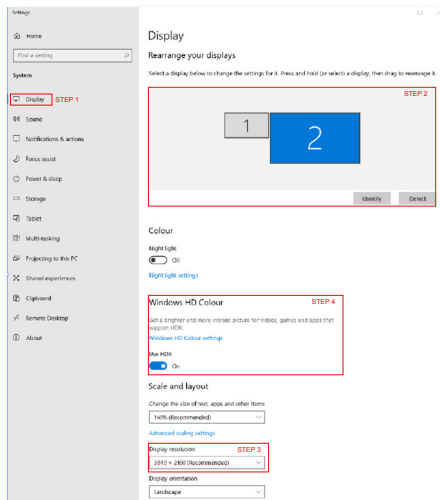 Settings
Home
Find a setting
System
Display STEP 1
Sound
Notifications & actions
Focus assist
Power & sleep
Storage
Tablet
Multi-tasking
Projecting to this PC
Shared experiences
Clipboard
Remote Desktop
About
Display
Rearrange your displays
Select a display below to change the settings for it. Press and hold (or select) a display, then drag to rearrange it.
STEP 2
1
2
Identify Detect
Colour
Night light
Off
Night light settings
Windows HD Colour STEP 4
Get a brighter and more vibrant picture for videos, games and apps that
support HDR.
Windows HD Colour settings
Use HDR
On
Scale and layout
Change the size of text, apps and other items
150% (Recommended)
Advanced scaling settings
Display resolution STEP 3
3840 × 2160 (Recommended)
Display orientation
Landscape